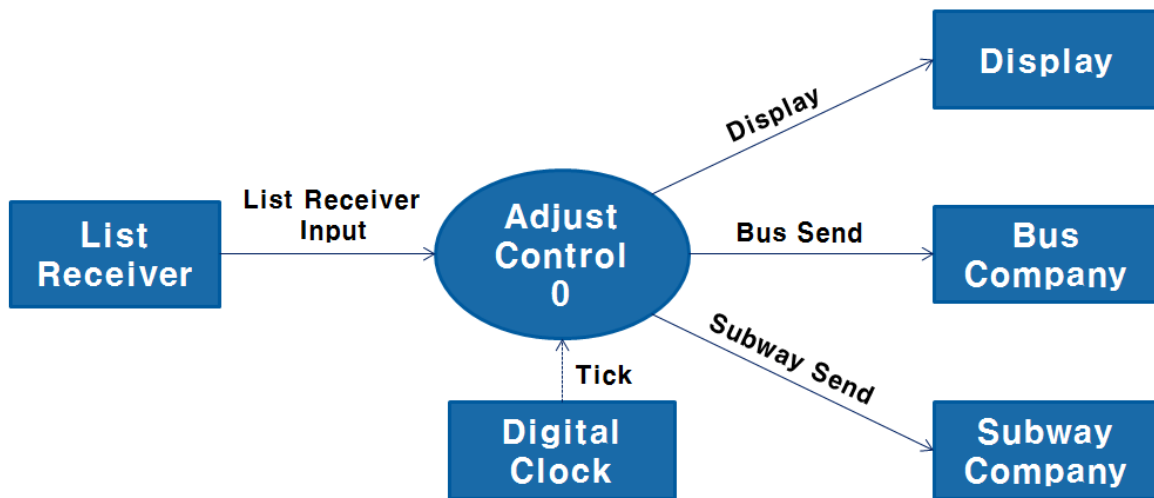 Display
Display
List Receiver
Input
Adjust
Control
0
List
Receiver
Bus Send
Bus
Company
Subway Send
Tick
Digital
Clock
Subway
Company